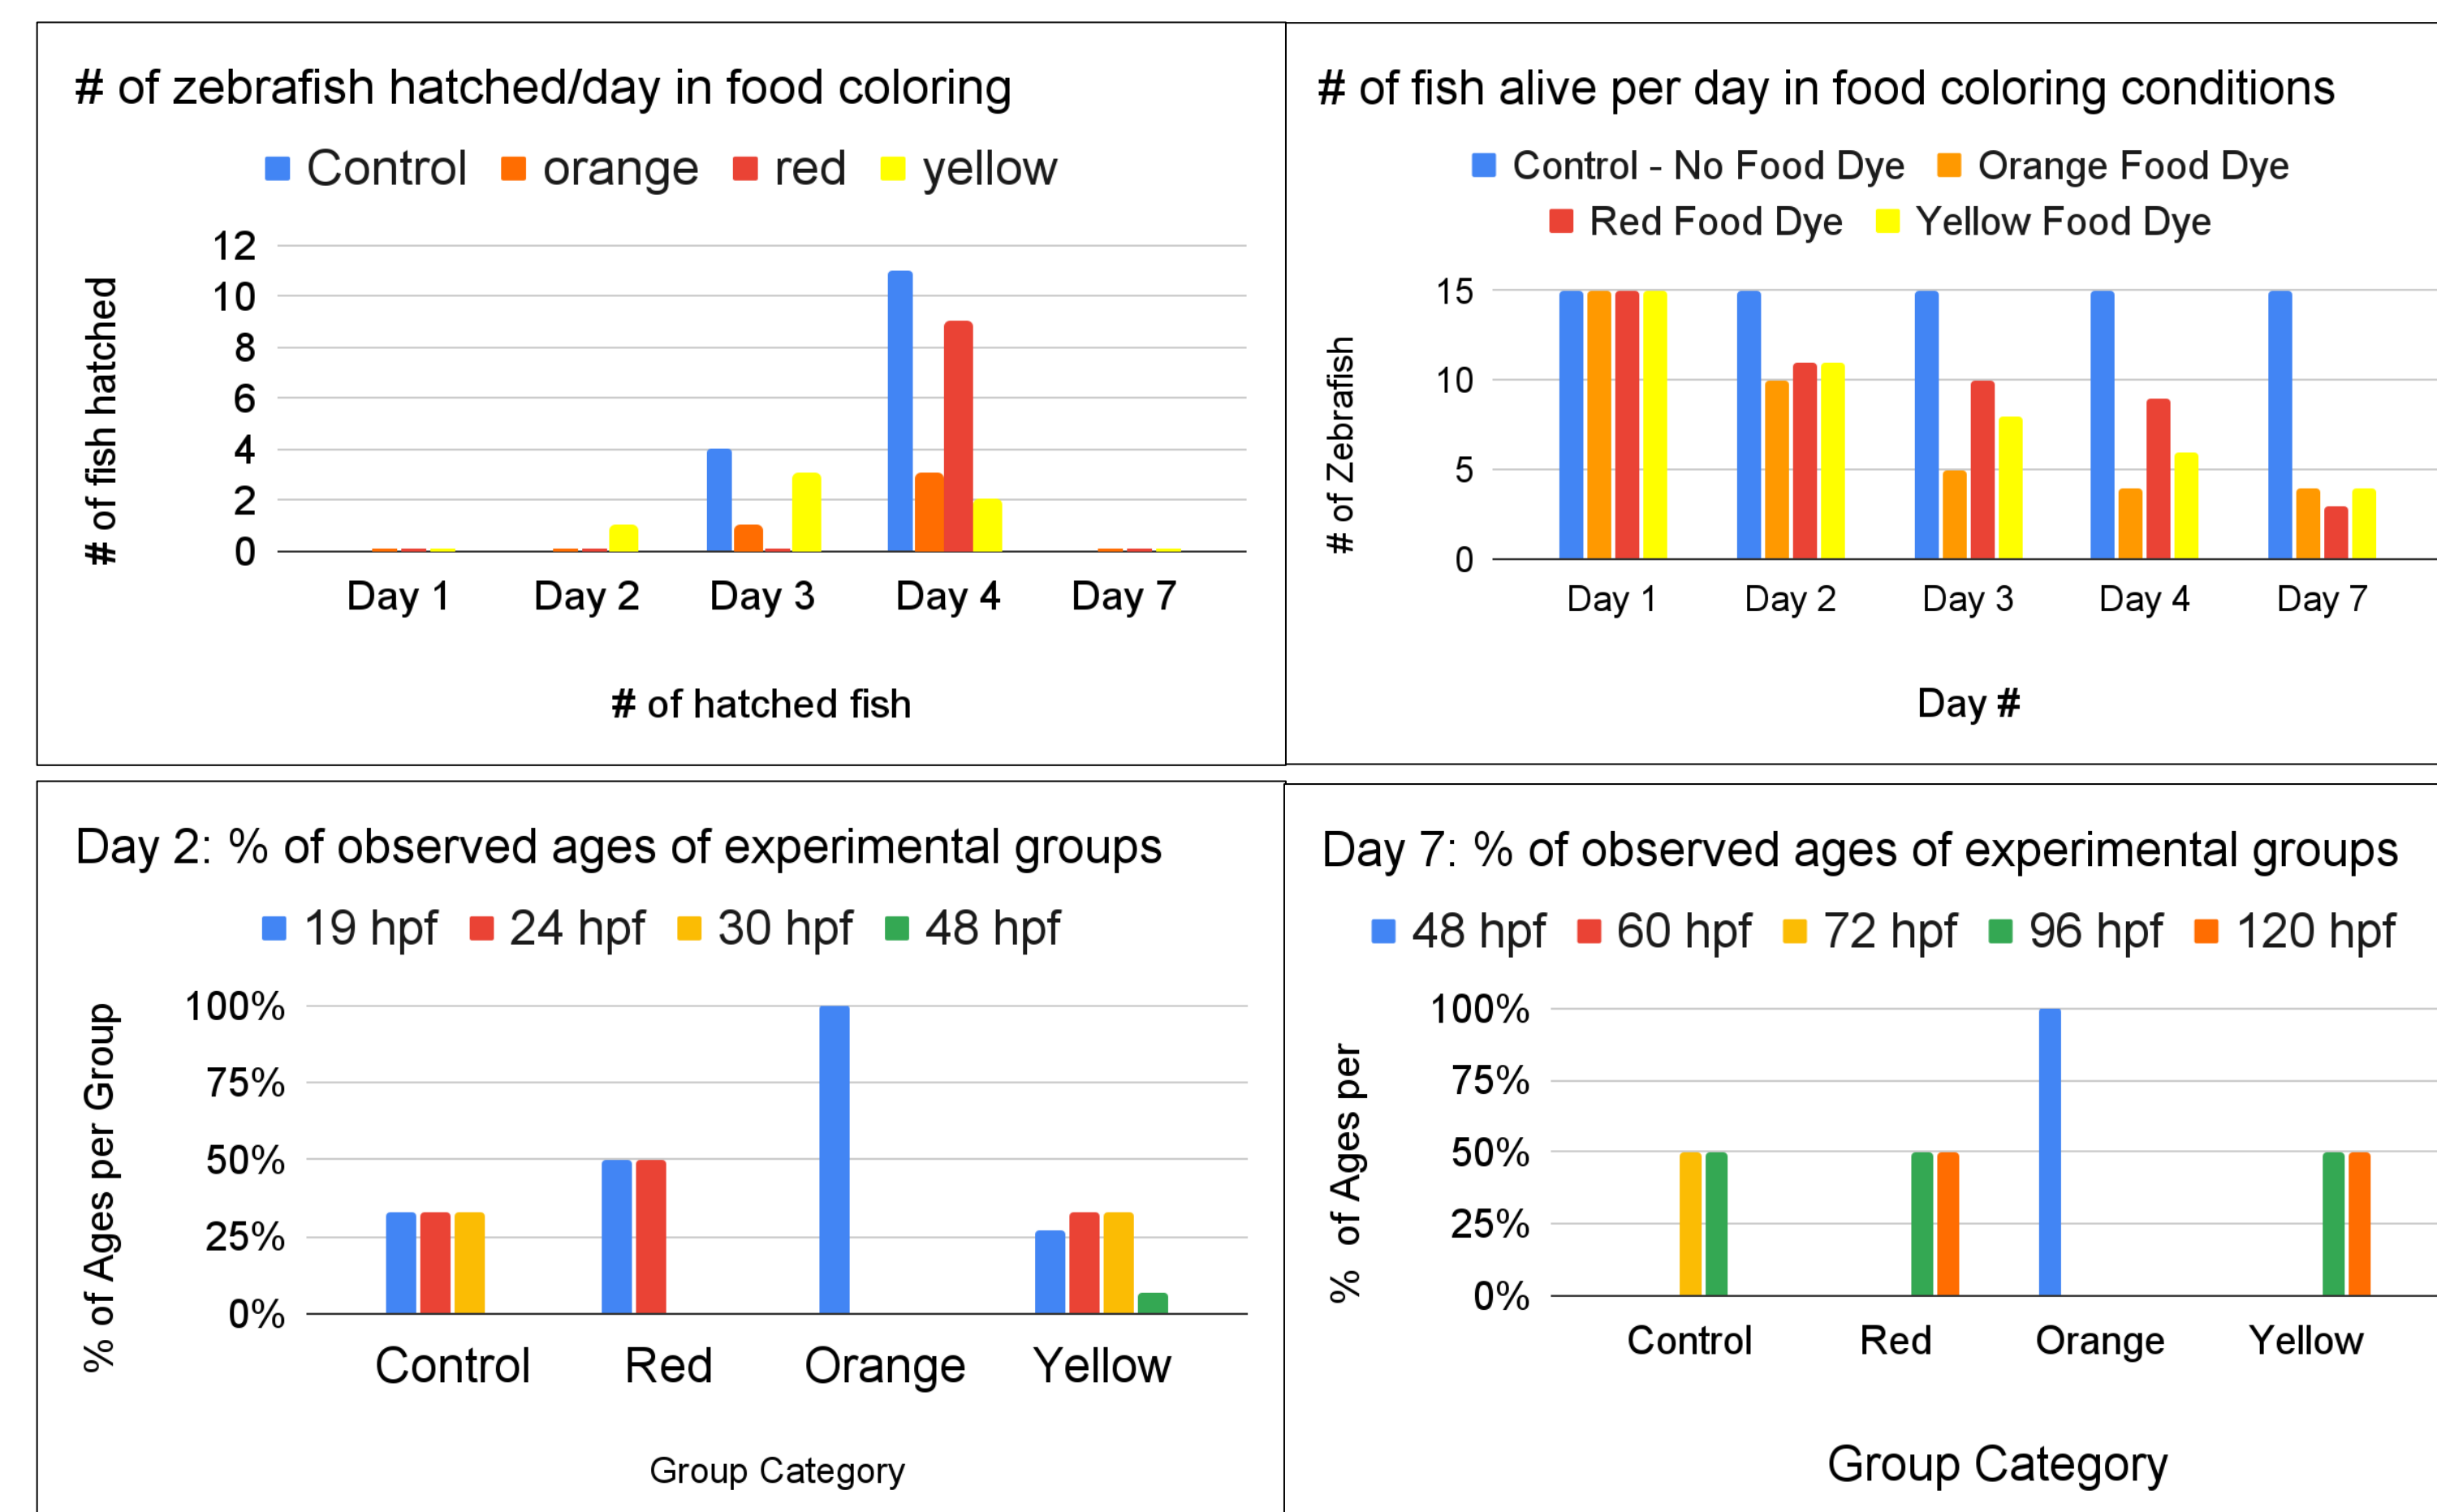 # of zebrafish hatched/day in food coloring
Control orange red yellow
# of fish hatched
12
10
8
6
4
2
0
Day 1 Day 2 Day 3 Day 4 Day 7
# of hatched fish
# of fish alive per day in food coloring conditions
Control - No Food Dye Orange Food Dye
Red Food Dye Yellow Food Dye
# of Zebrafish
15
10
5
0
Day 1 Day 2 Day 3 Day 4 Day 7
Day #
Day 2: % of observed ages of experimental groups
19 hpf 24 hpf 30 hpf 48 hpf
% of Ages per Group
100%
75%
50%
25%
0%
Control Red Orange Yellow
Group Category
Day 7: % of observed ages of experimental groups
48 hpf 60 hpf 72 hpf 96 hpf 120 hpf
% of Ages per
100%
75%
50%
25%
0%
Control Red Orange Yellow
Group Category